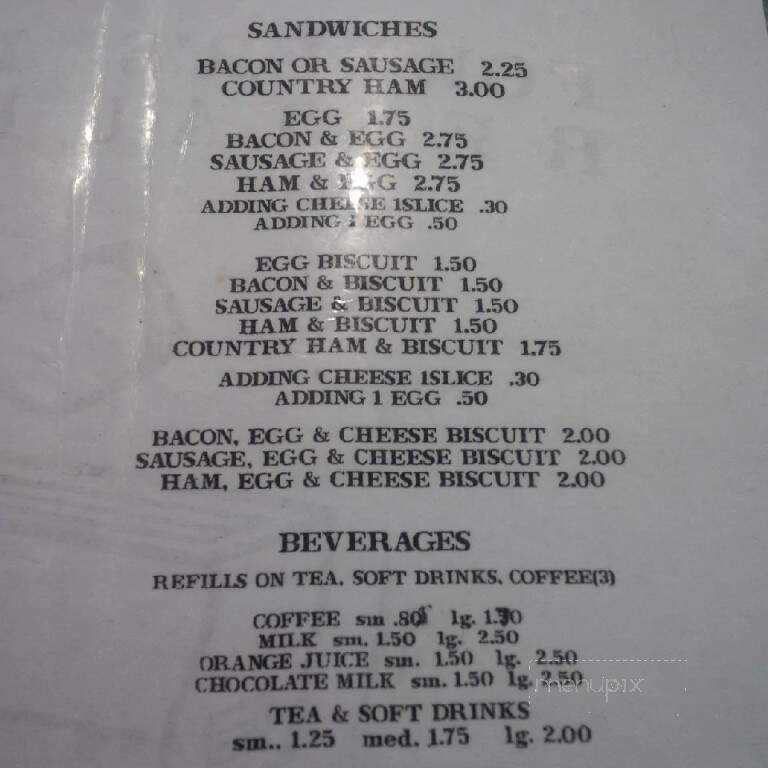 SANDWICHES
BACON OR SAUSAGE 2.25
COUNTRY HAM 3.00
EGG 1.75
BACON & EGG 2.75
SAUSAGE & EGG 2.75
HAM & EGG 2.75
ADDING CHEESE 1SLICE .30
ADDING 1 EGG .50
EGG BISCUIT 1.50
BACON & BISCUIT 1.50
SAUSAGE & BISCUIT 1.50
HAM & BISCUIT 1.50
COUNTRY HAM & BISCUIT 1.75
ADDING CHEESE 1SLICE .30
ADDING 1 EGG .50
BACON, EGG & CHEESE BISCUIT 2.00
SAUSAGE, EGG & CHEESE BISCUIT 2.00
HAM, EGG & CHEESE BISCUIT 2.00
BEVERAGES
REFILLS ON TEA. SOFT DRINKS. COFFEE(3)
COFFEE sm lg.
MILK sm. 1.50 lg. 2.50
ORANGE JUICE sm. 1.50 lg. 2.50
CHOCOLATE MILK sm. 1.50 lg. 2.50
menupix
TEA & SOFT DRINKS
sm.. 1.25 med. 1.75 lg. 2.00